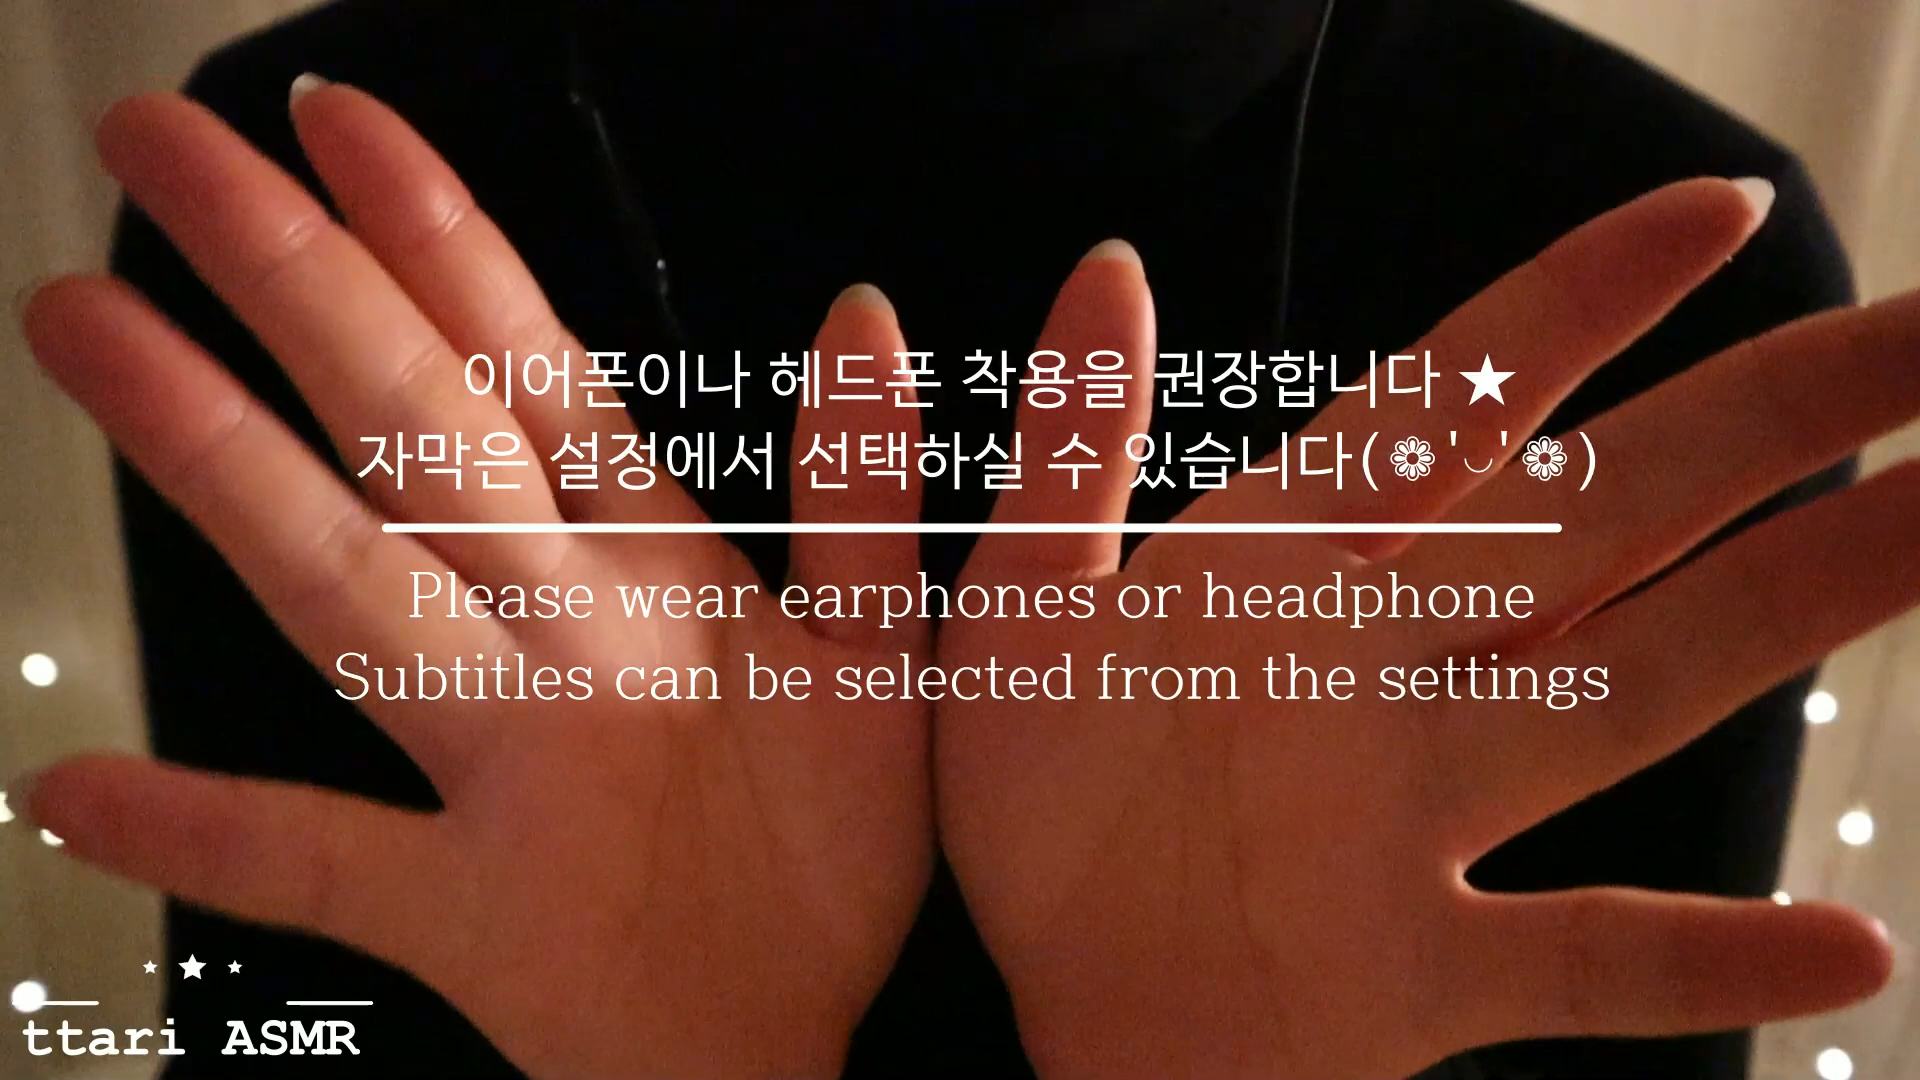 이어폰이나 헤드폰 착용을 권장합니다 ★
자막은 설정에서 선택하실 수 있습니다(❁'◡'❁)
Please wear earphones or headphone
Subtitles can be selected from the settings
ttari ASMR